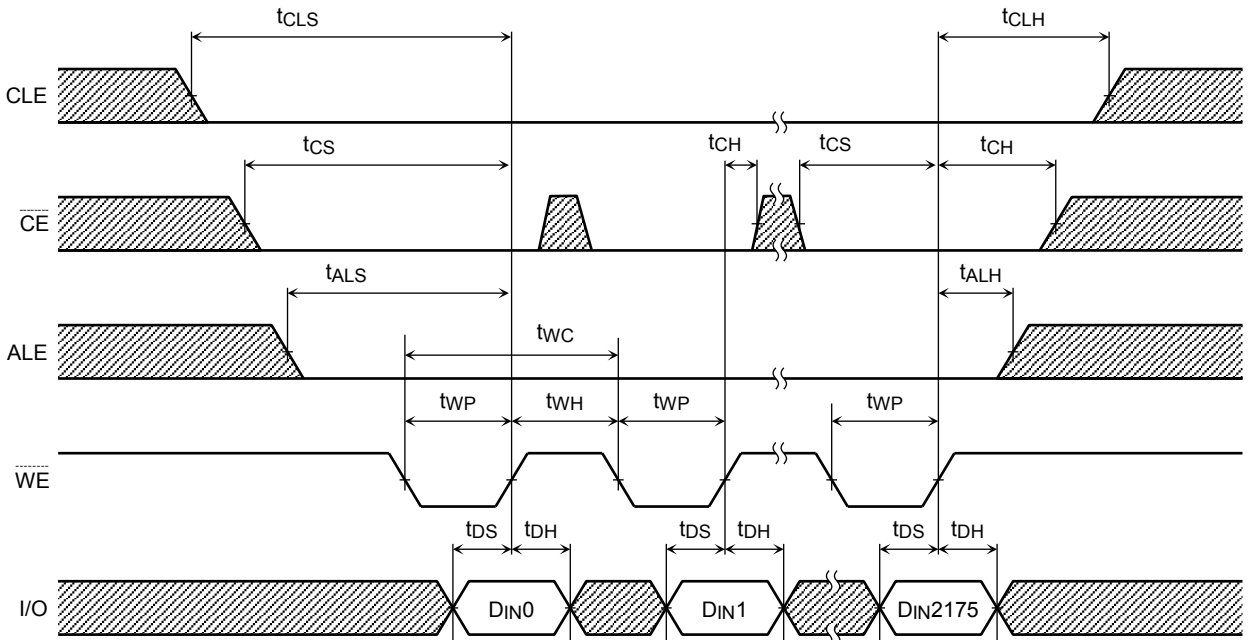 tCLS tCLH
CLE
tCS tCH tCS tCH
CE
tALS tALH
ALE
tWC
tWP tWH tWP tWP
WE
tDS tDH tDS tDH tDS tDH
I/O DIN0 DIN1 DIN2175